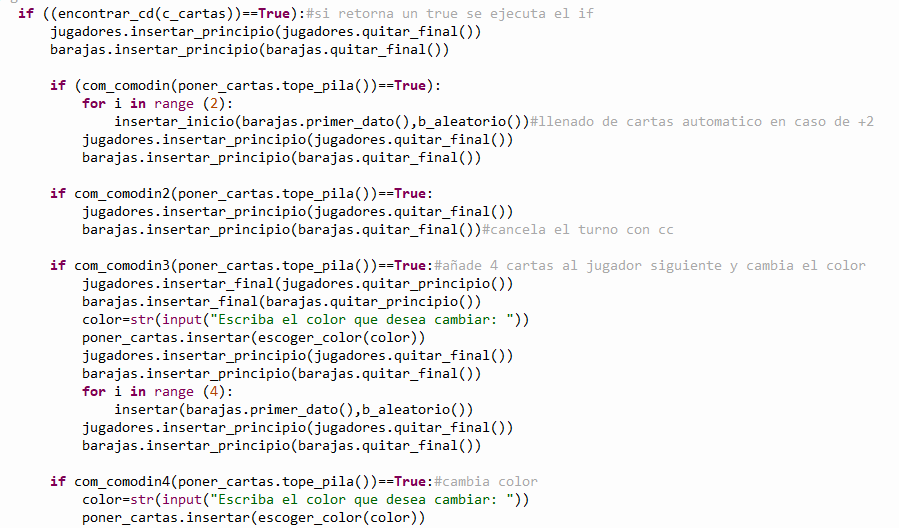 if ((encontrar_cd(c_cartas))==True):#si retorna un true se ejecuta el if
jugadores.insertar_principio(jugadores.quitar_final())
barajas.insertar_principio(barajas.quitar_final())
if (com_comodin(poner_cartas.tope_pila())==True):
for i in range (2):
insertar_inicio(barajas.primer_dato(),b_aleatorio())#llenado de cartas automatico en caso de +2
jugadores.insertar_principio(jugadores.quitar_final())
barajas.insertar_principio(barajas.quitar_final())
if com_comodin2(poner_cartas.tope_pila())==True:
jugadores.insertar_principio(jugadores.quitar_final())
barajas.insertar_principio(barajas.quitar_final())#cancela el turno con cc
if com_comodin3(poner_cartas.tope_pila())==True:#añade 4 cartas al jugador siguiente y cambia el color
jugadores.insertar_final(jugadores.quitar_principio())
barajas.insertar_final(barajas.quitar_principio())
color=str(input("Escriba el color que desea cambiar: "))
poner_cartas.insertar(escoger_color(color))
jugadores.insertar_principio(jugadores.quitar_final())
barajas.insertar_principio(barajas.quitar_final())
for i in range (4):
insertar(barajas.primer_dato(),b_aleatorio())
jugadores.insertar_principio(jugadores.quitar_final())
barajas.insertar_principio(barajas.quitar_final())
if com_comodin4(poner_cartas.tope_pila())==True:#cambia color
color=str(input("Escriba el color que desea cambiar: "))
poner_cartas.insertar(escoger_color(color))